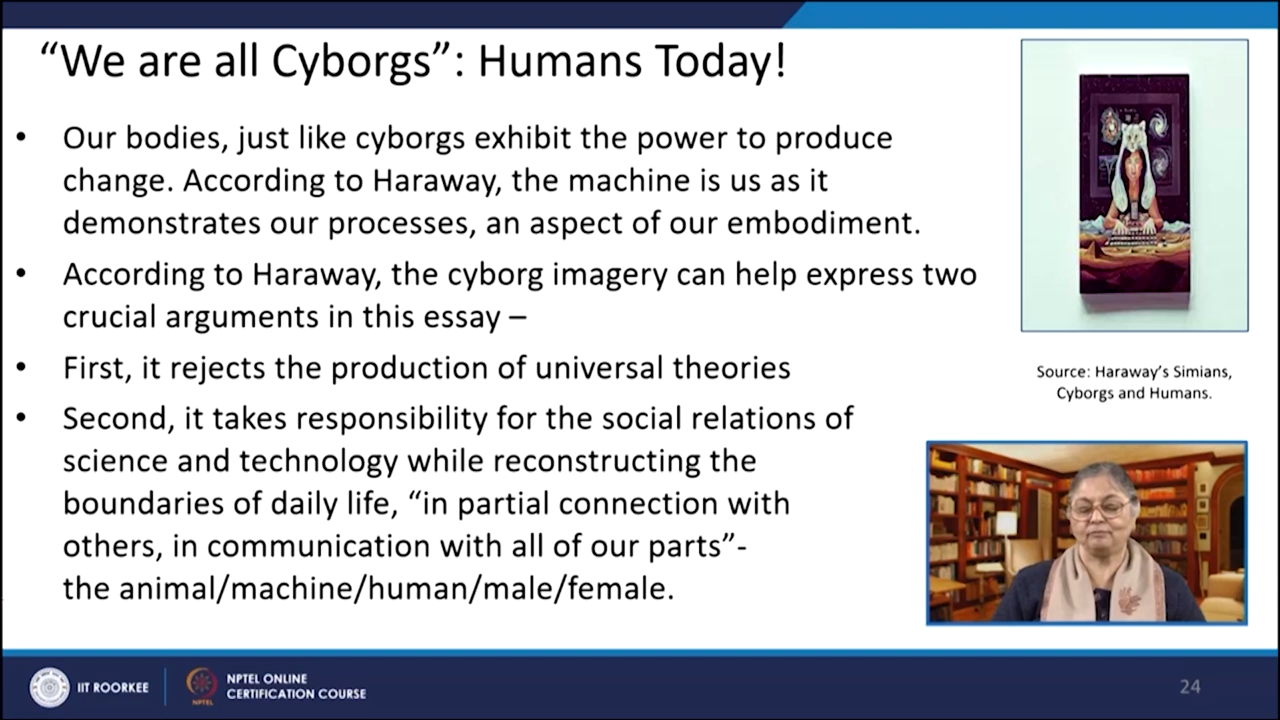 “We are all Cyborgs”: Humans Today!
• Our bodies, just like cyborgs exhibit the power to produce
change. According to Haraway, the machine is us as it
demonstrates our processes, an aspect of our embodiment.
• According to Haraway, the cyborg imagery can help express two
crucial arguments in this essay –
• First, it rejects the production of universal theories
• Second, it takes responsibility for the social relations of
science and technology while reconstructing the
boundaries of daily life, “in partial connection with
others, in communication with all of our parts”-
the animal/machine/human/male/female.
Source: Haraway’s Simians,
Cyborgs and Humans.
IIT ROORKEE
NPTEL
NPTEL ONLINE
CERTIFICATION COURSE
24